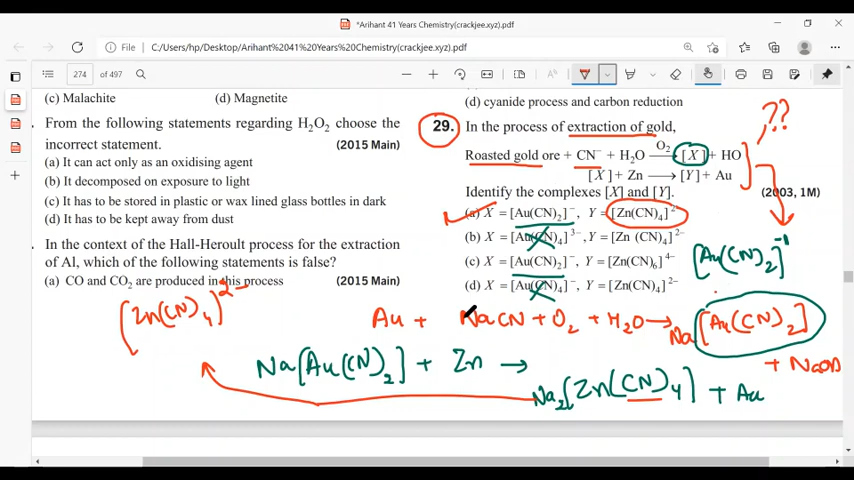 *Arihant 41 Years Chemistry(crackjee.xyz).pdf
File C:/Users/hp/Desktop/Arihant%2041%20Years%20Chemistry(crackjee.xyz).pdf
274 of 497
(c) Malachite (d) Magnetite
From the following statements regarding H₂O₂ choose the
incorrect statement. (2015 Main)
(a) It can act only as an oxidising agent
(b) It decomposed on exposure to light
(c) It has to be stored in plastic or wax lined glass bottles in dark
(d) It has to be kept away from dust
In the context of the Hall-Heroult process for the extraction
of Al, which of the following statements is false?
(a) CO and CO₂ are produced in this process (2015 Main)
(d) cyanide process and carbon reduction
29. In the process of extraction of gold,
Roasted gold ore + CN⁻ + H₂O —O₂→ [X] + HO
[X] + Zn → [Y] + Au
Identify the complexes [X] and [Y]. (2003, 1M)
(a) X = [Au(CN)₂]⁻, Y = [Zn(CN)₄]²⁻
(b) X = [Au(CN)₄]³⁻, Y = [Zn (CN)₄]²⁻
(c) X = [Au(CN)₂]⁻, Y = [Zn(CN)₆]⁴⁻
(d) X = [Au(CN)₄]⁻, Y = [Zn(CN)₄]²⁻
??
[Au(CN)₂]⁻¹
[Zn(CN)₄]²⁻
Au + NaCN + O₂ + H₂O → Na[Au(CN)₂]
+ NaOH
Na[Au(CN)₂] + Zn →
Na₂[Zn(CN)₄] + Au